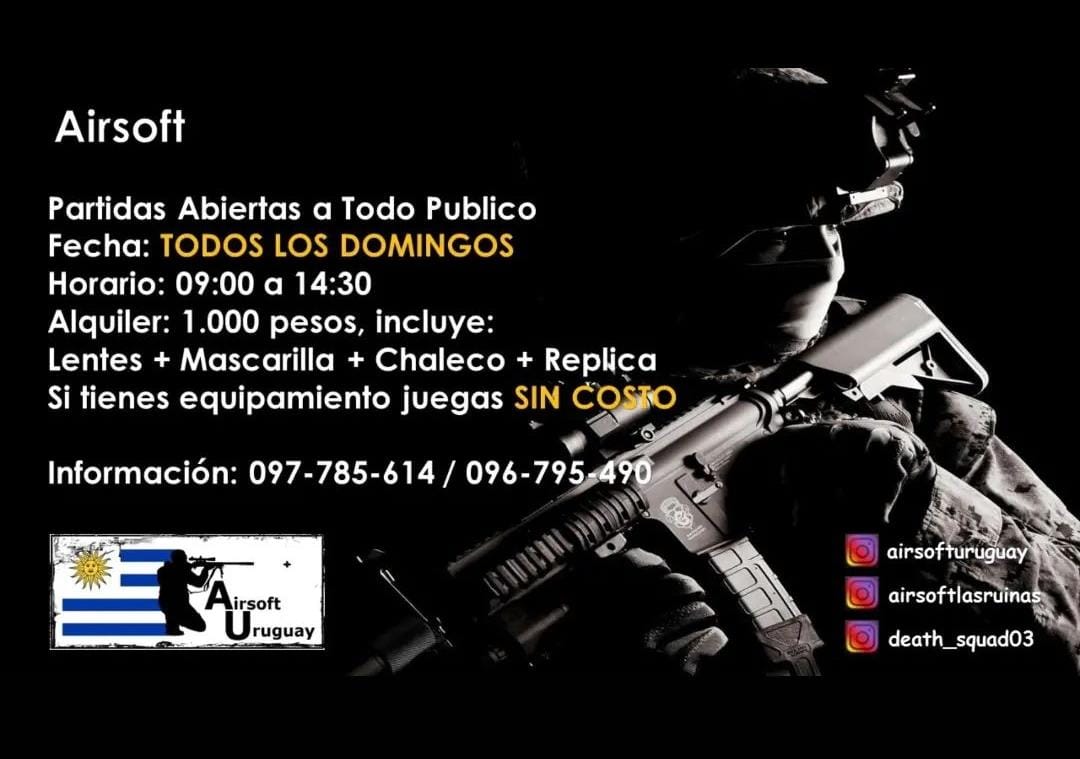 Airsoft
Partidas Abiertas a Todo Publico
Fecha: TODOS LOS DOMINGOS
Horario: 09:00 a 14:30
Alquiler: 1.000 pesos, incluye:
Lentes + Mascarilla + Chaleco + Replica
Si tienes equipamiento juegas SIN COSTO
Información: 097-785-614 / 096-795-490
Airsoft
Uruguay
airsofturuguay
airsoftlasruinas
death_squad03